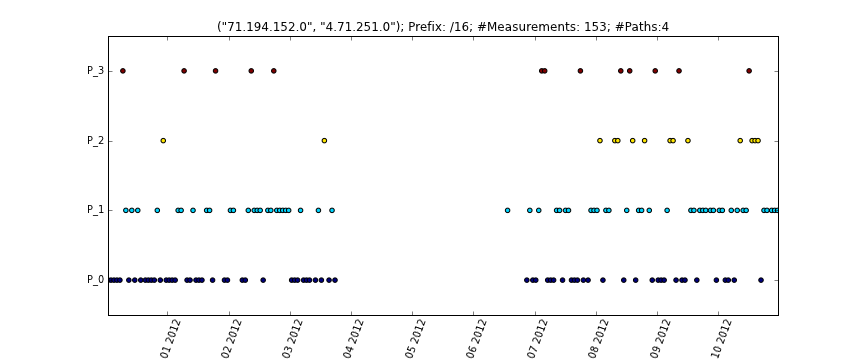 ("71.194.152.0", "4.71.251.0"); Prefix: /16; #Measurements: 153; #Paths:4
P_3
P_2
P_1
P_0
01 2012
02 2012
03 2012
04 2012
05 2012
06 2012
07 2012
08 2012
09 2012
10 2012